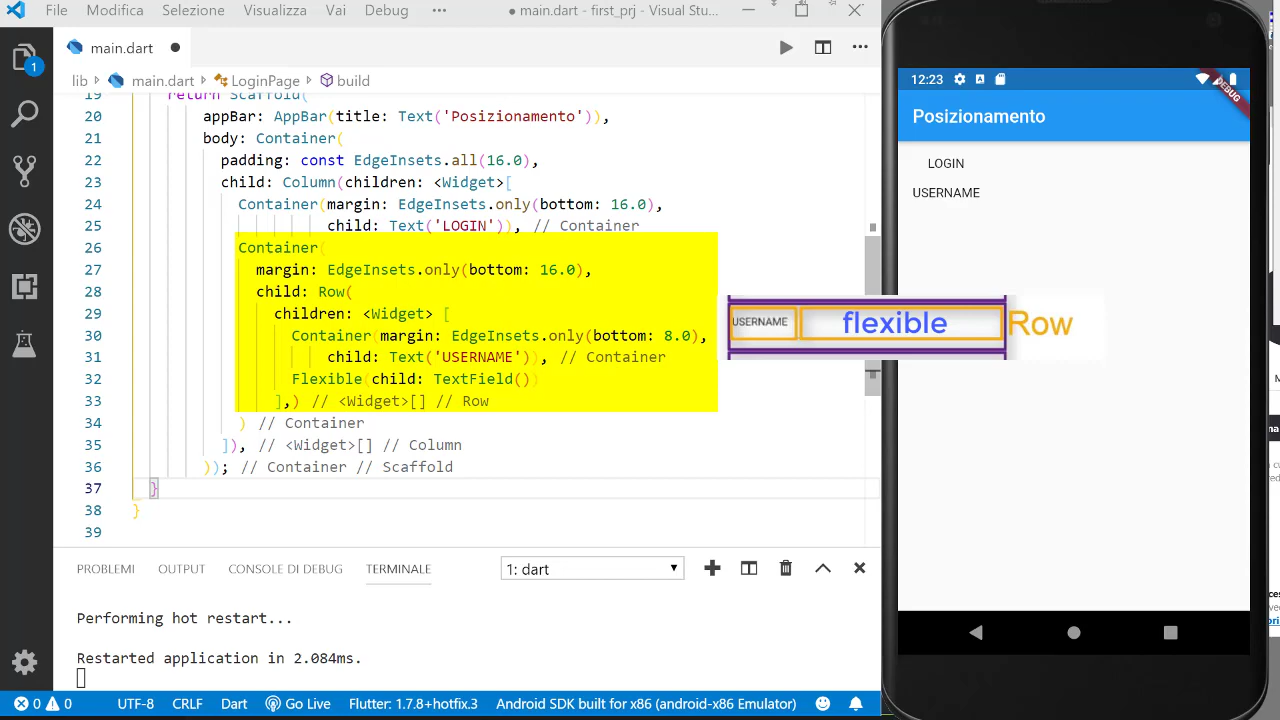 File
Modifica
Selezione
Visualizza
Vai
Debug
···
● main.dart - first_prj - Visual Stu...
1
main.dart ●
lib > main.dart > LoginPage > build
19 return Scaffold(
20 appBar: AppBar(title: Text('Posizionamento')),
21 body: Container(
22 padding: const EdgeInsets.all(16.0),
23 child: Column(children: <Widget>[
24 Container(margin: EdgeInsets.only(bottom: 16.0),
25 child: Text('LOGIN')), // Container
26 Container(
27 margin: EdgeInsets.only(bottom: 16.0),
28 child: Row(
29 children: <Widget> [
30 Container(margin: EdgeInsets.only(bottom: 8.0),
31 child: Text('USERNAME')), // Container
32 Flexible(child: TextField())
33 ],) // <Widget>[] // Row
34 ) // Container
35 ]), // <Widget>[] // Column
36 )); // Container // Scaffold
37 }
38 }
39
USERNAME
flexible
Row
PROBLEMI
OUTPUT
CONSOLE DI DEBUG
TERMINALE
1: dart
Performing hot restart...
Restarted application in 2.084ms.
0 0
UTF-8
CRLF
Dart
Go Live
Flutter: 1.7.8+hotfix.3
Android SDK built for x86 (android-x86 Emulator)
12:23
A
DEBUG
Posizionamento
LOGIN
USERNAME